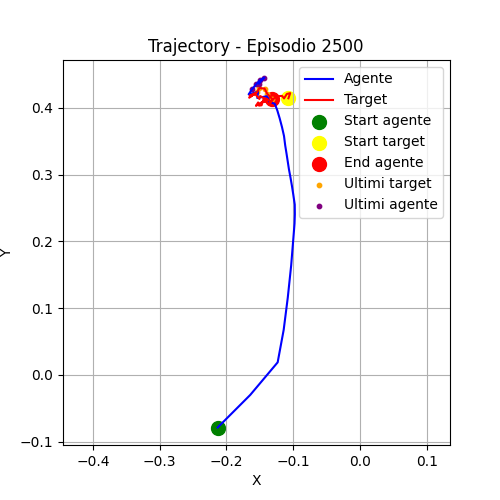 Trajectory - Episodio 2500
Agente
Target
Start agente
Start target
End agente
Ultimi target
Ultimi agente
Y
0.4
0.3
0.2
0.1
0.0
−0.1
−0.4
−0.3
−0.2
−0.1
0.0
0.1
X